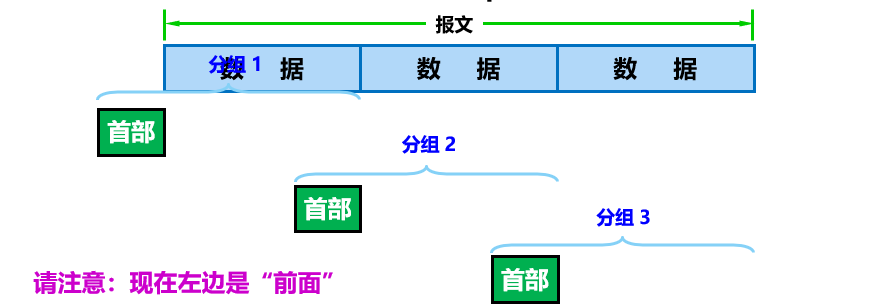 报文
数 据 数 据 数 据
分组 1
首部
分组 2
首部
分组 3
首部
请注意：现在左边是“前面”